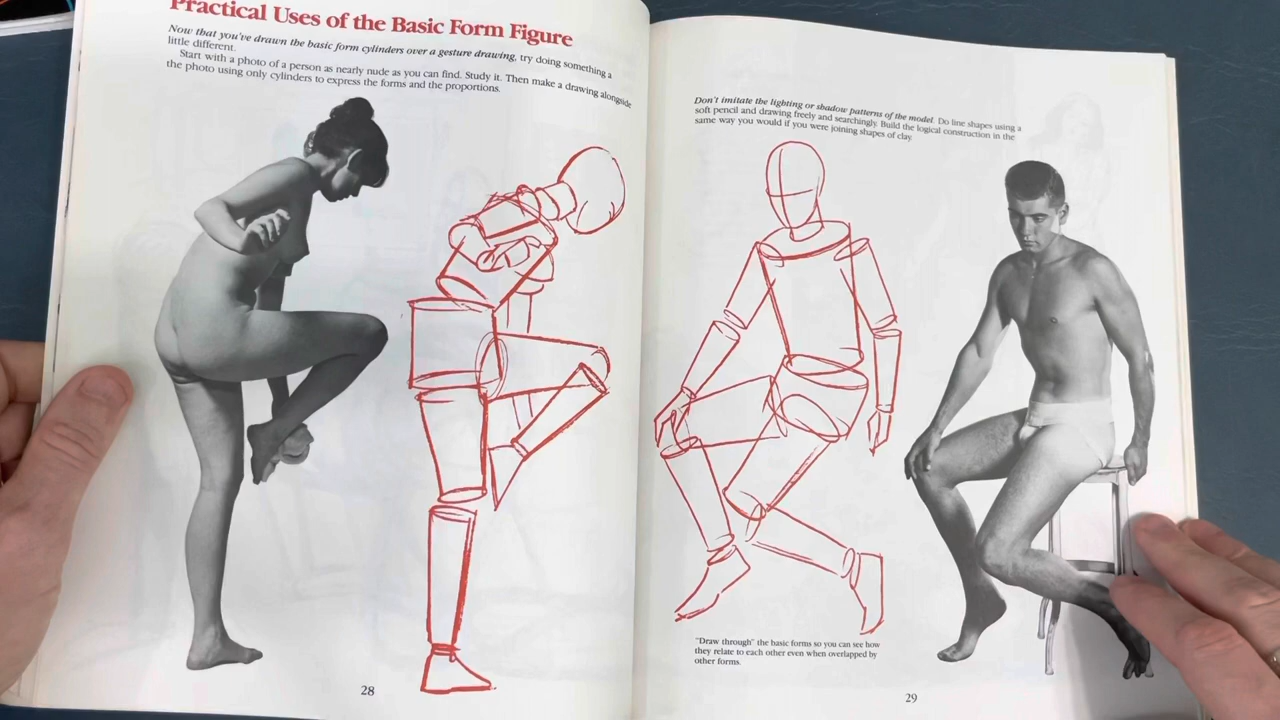 Practical Uses of the Basic Form Figure
Now that you've drawn the basic form cylinders over a gesture drawing, try doing something a
little different.
Start with a photo of a person as nearly nude as you can find. Study it. Then make a drawing alongside
the photo using only cylinders to express the forms and the proportions.
28
Don't imitate the lighting or shadow patterns of the model. Do line shapes using a
soft pencil and drawing freely and searchingly. Build the logical construction in the
same way you would if you were joining shapes of clay.
"Draw through" the basic forms so you can see how
they relate to each other even when overlapped by
other forms.
29